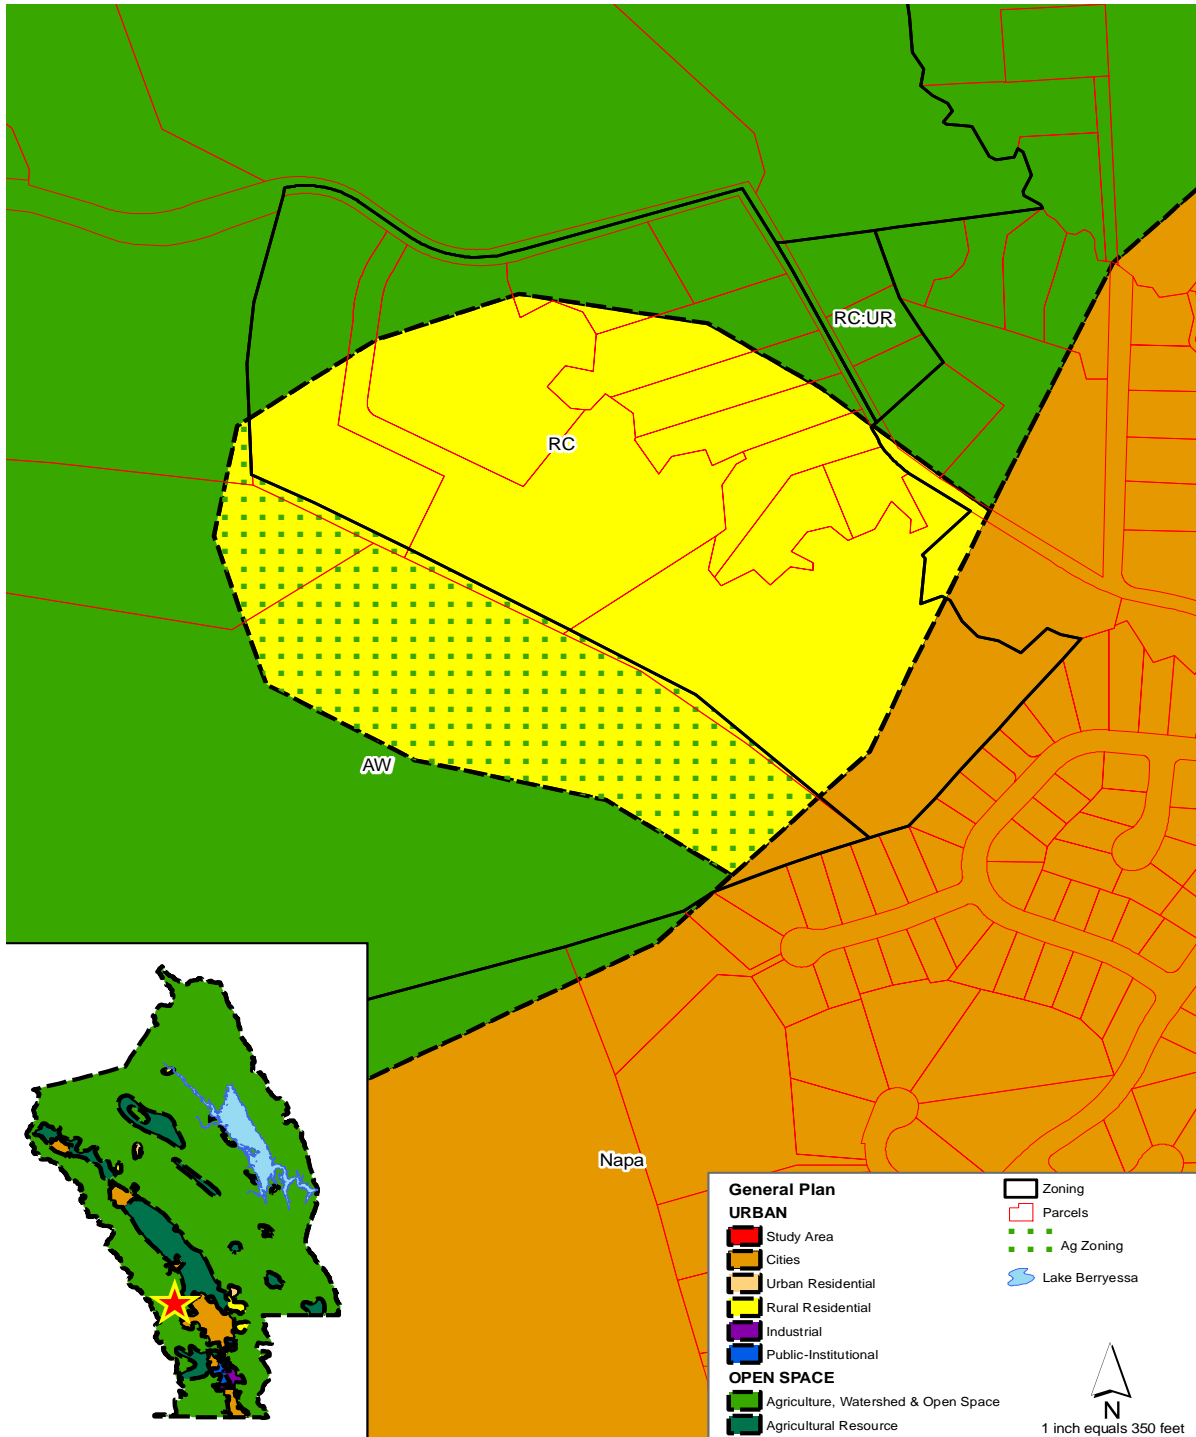 RC:UR
RC
AW
Napa
General Plan
URBAN
Study Area
Cities
Urban Residential
Rural Residential
Industrial
Public-Institutional
OPEN SPACE
Agriculture, Watershed & Open Space
Agricultural Resource
Zoning
Parcels
Ag Zoning
Lake Berryessa
N
1 inch equals 350 feet